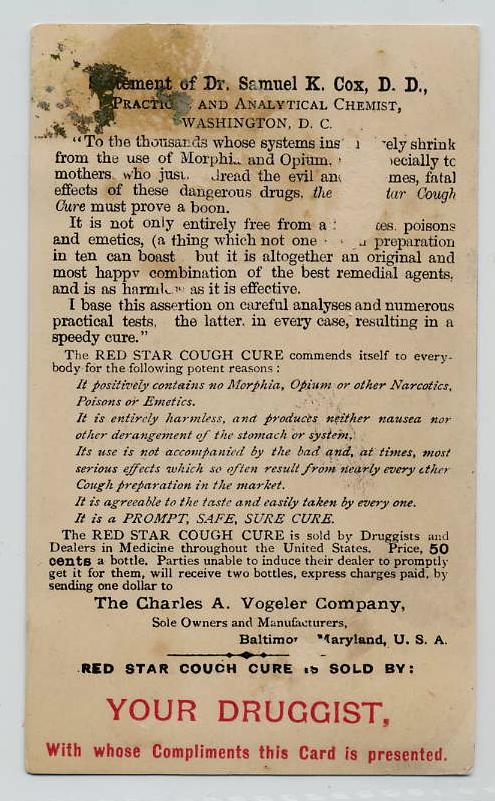 of Dr. Samuel K. Cox, D. D.,
AND ANALYTICAL CHEMIST,
WASHINGTON, D. C.
"To the thousands whose systems ins rely shrink
from the use of Morphi and Opium, pecially to
mothers who jus dread the evil an mes, fatal
effects of these dangerous drugs, the tar Cough
Cure must prove a boon.
It is not only entirely free from a tes, poisons
and emetics, (a thing which not one preparation
in ten can boast but it is altogether an original and
most happy combination of the best remedial agents,
and is as harml as it is effective.
I base this assertion on careful analyses and numerous
practical tests, the latter, in every case, resulting in a
speedy cure."
The RED STAR COUGH CURE commends itself to every-
body for the following potent reasons:
It positively contains no Morphia, Opium or other Narcotics,
Poisons or Emetics.
It is entirely harmless, and produces neither nausea nor
other derangement of the stomach or system.
Its use is not accompanied by the bad and, at times, most
serious effects which so often result from nearly every other
Cough preparation in the market.
It is agreeable to the taste and easily taken by every one.
It is a PROMPT, SAFE, SURE CURE.
The RED STAR COUGH CURE is sold by Druggists and
Dealers in Medicine throughout the United States. Price, 50
cents a bottle. Parties unable to induce their dealer to promptly
get it for them, will receive two bottles, express charges paid, by
sending one dollar to
The Charles A. Vogeler Company,
Sole Owners and Manufacturers,
Baltimo Maryland, U. S. A.
RED STAR COUGH CURE is SOLD BY:
YOUR DRUGGIST,
With whose Compliments this Card is presented.